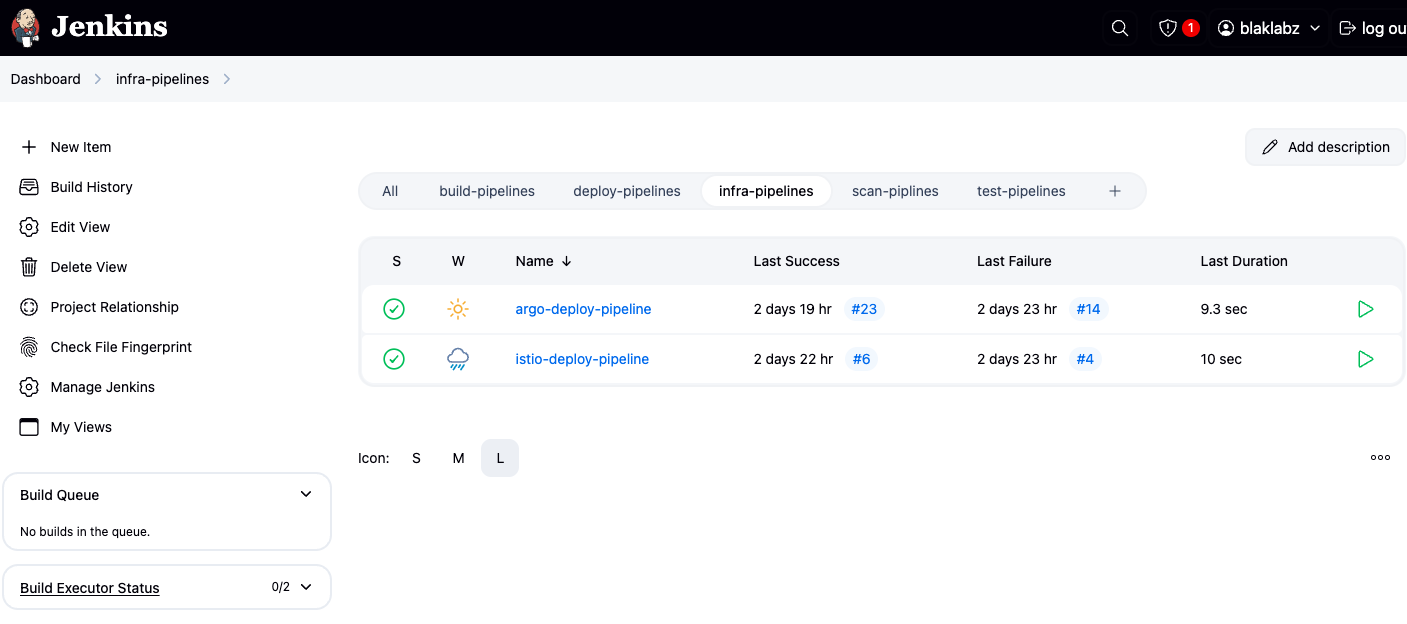 Jenkins
1 blaklabz log ou
Dashboard infra-pipelines
New Item
Build History
Edit View
Delete View
Project Relationship
Check File Fingerprint
Manage Jenkins
My Views
Build Queue
No builds in the queue.
Build Executor Status 0/2
Add description
All build-pipelines deploy-pipelines infra-pipelines scan-piplines test-pipelines +
S W Name ↓ Last Success Last Failure Last Duration
argo-deploy-pipeline 2 days 19 hr #23 2 days 23 hr #14 9.3 sec
istio-deploy-pipeline 2 days 22 hr #6 2 days 23 hr #4 10 sec
Icon: S M L